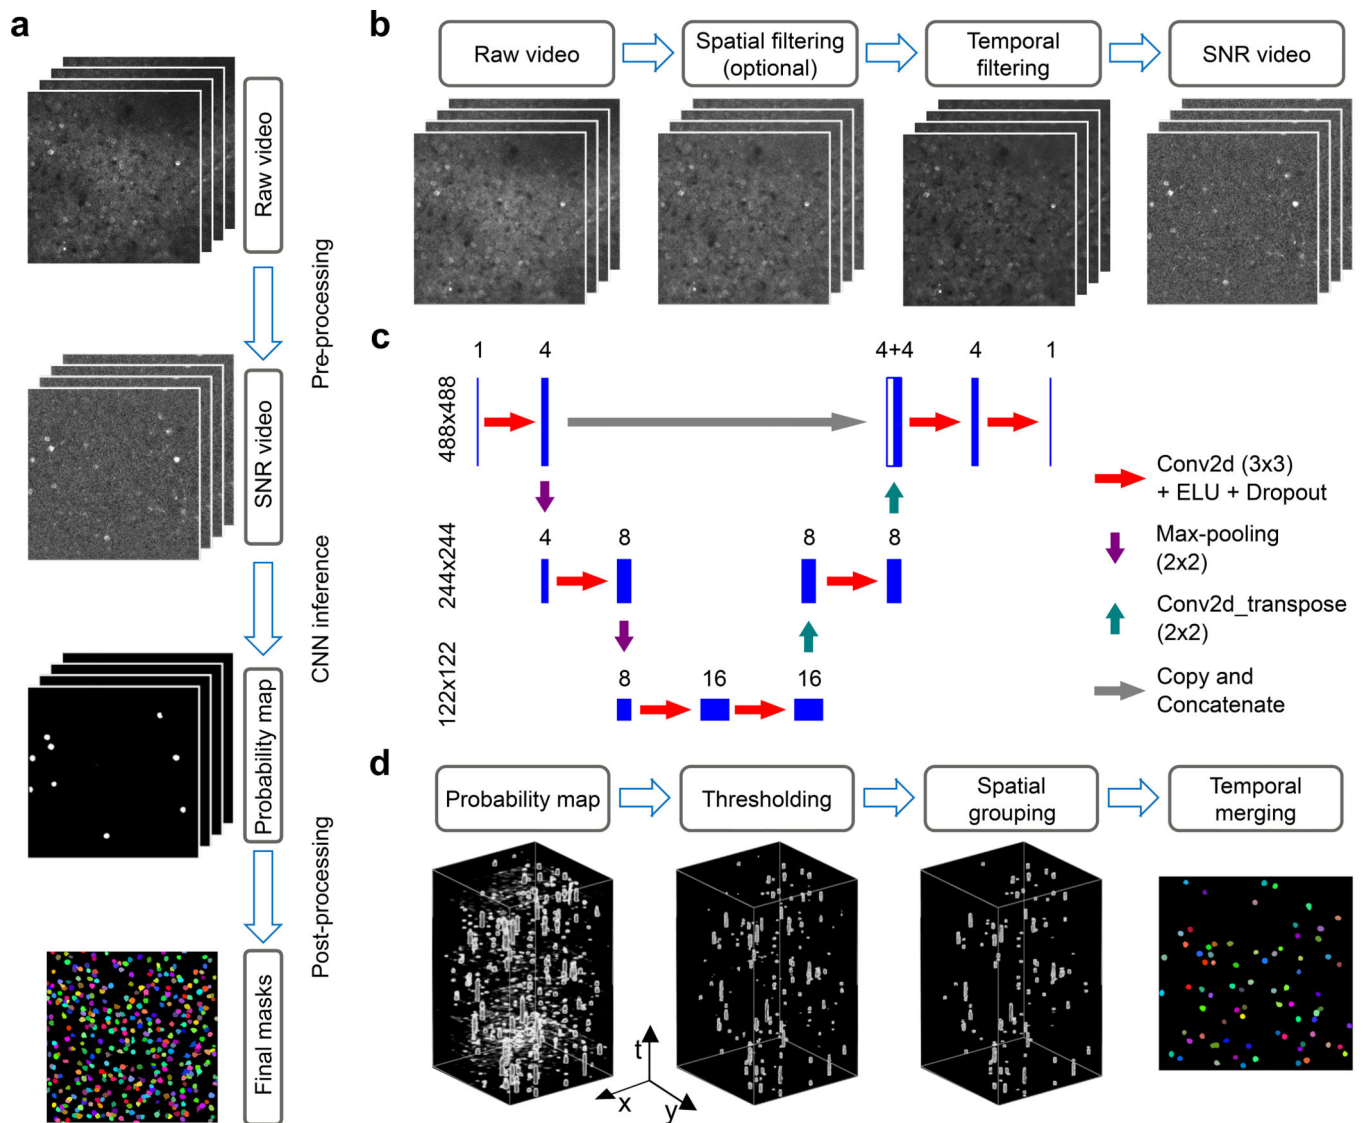 a
Raw video
Pre-processing
SNR video
CNN inference
Probability map
Post-processing
Final masks
b
Raw video
Spatial filtering
(optional)
Temporal
filtering
SNR video
c
1
4
4+4
4
1
488x488
4
8
8
8
244x244
8
16
16
122x122
Conv2d (3x3)
+ ELU + Dropout
Max-pooling
(2x2)
Conv2d_transpose
(2x2)
Copy and
Concatenate
d
Probability map
Thresholding
Spatial
grouping
Temporal
merging
t
x
y